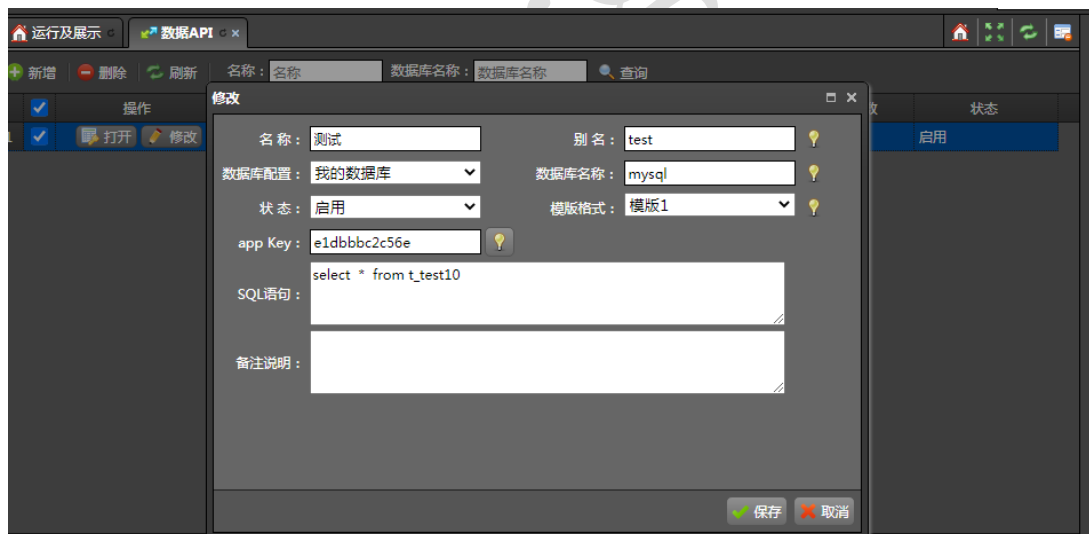 运行及展示 数据API
新增 删除 刷新 名称： 名称 数据库名称： 数据库名称 查询
操作 修改 状态
1 打开 修改 启用
名 称： 测试 别 名： test
数据库配置： 我的数据库 数据库名称： mysql
状 态： 启用 模版格式： 模版1
app Key： e1dbbbc2c56e
SQL语句： select * from t_test10
备注说明：
保存 取消